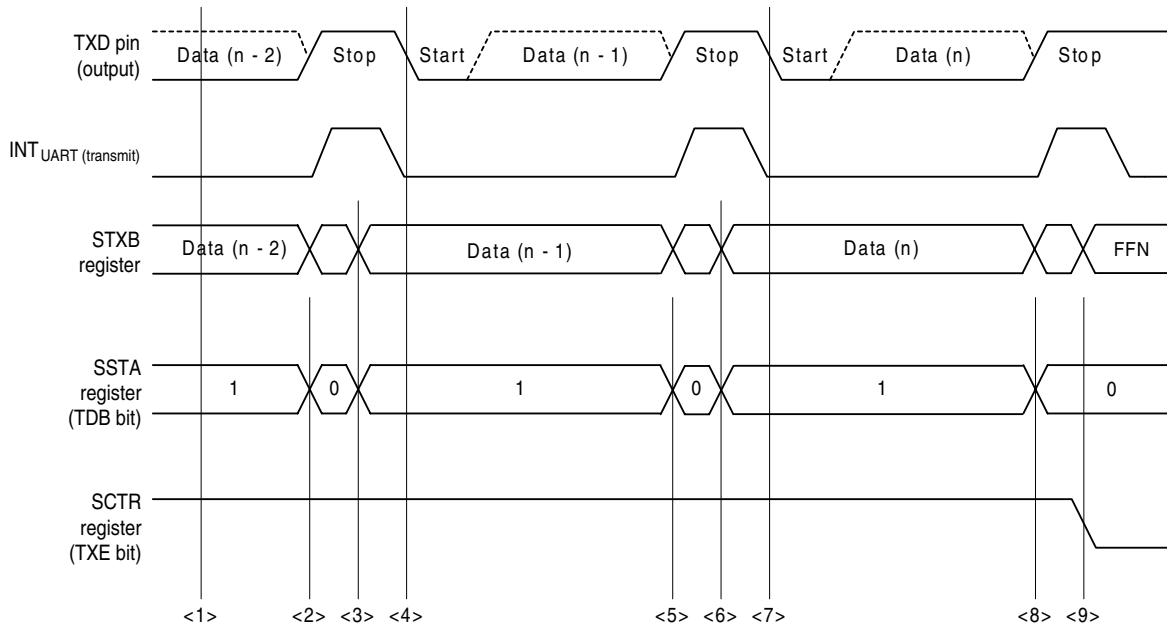 TXD pin
(output)
Data (n - 2) Stop Start Data (n - 1) Stop Start Data (n) Stop
INT UART (transmit)
STXB
register
Data (n - 2) Data (n - 1) Data (n) FFN
SSTA
register
(TDB bit)
1 0 1 0 1 0
SCTR
register
(TXE bit)
<1> <2> <3> <4> <5> <6> <7> <8> <9>